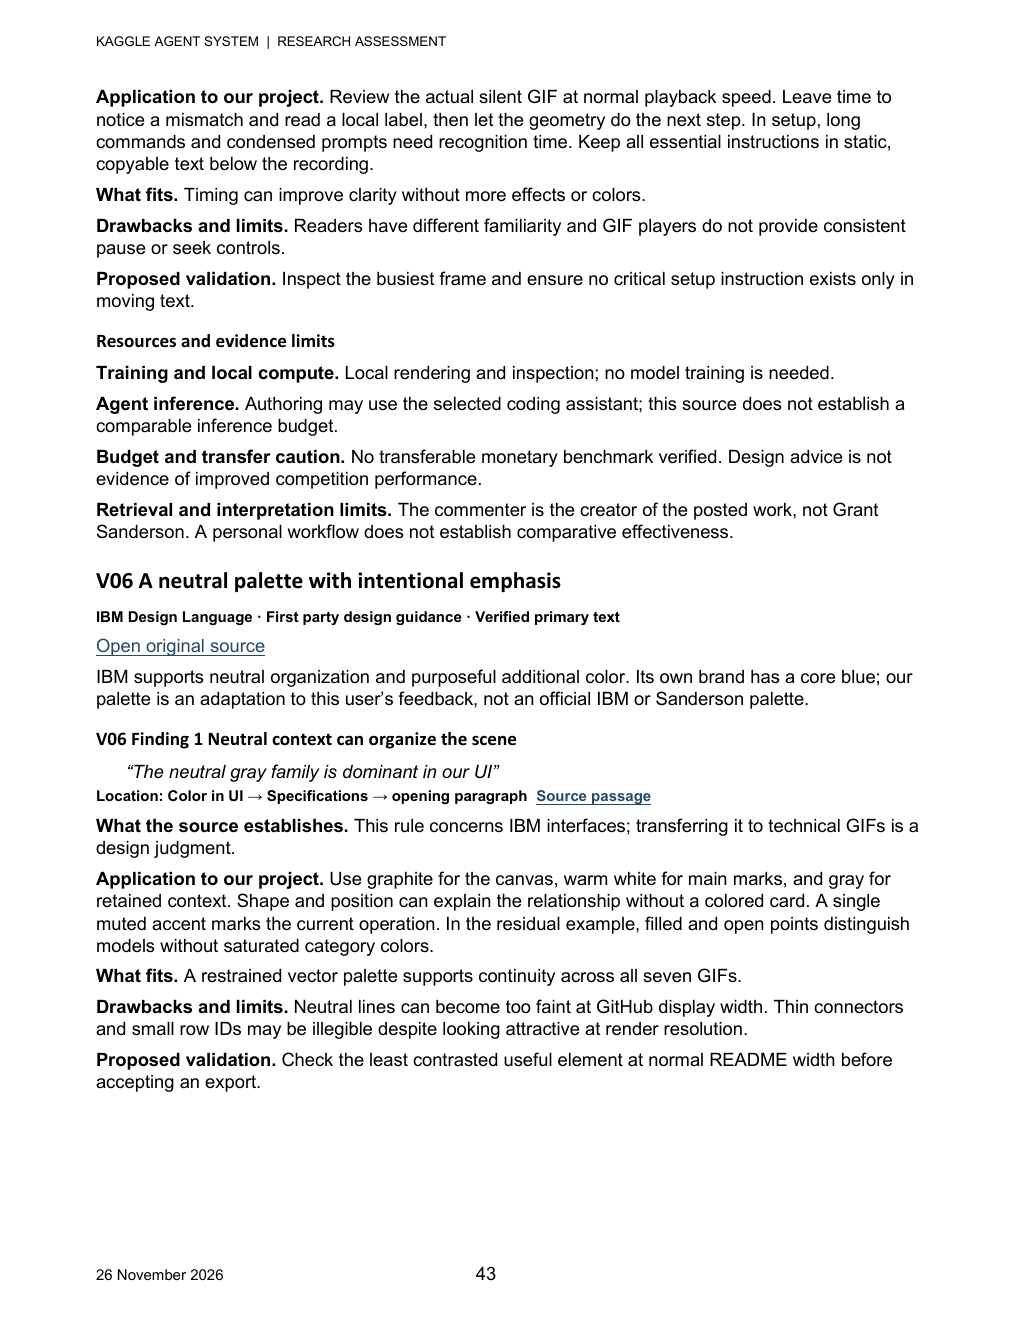 KAGGLE AGENT SYSTEM | RESEARCH ASSESSMENT
Application to our project. Review the actual silent GIF at normal playback speed. Leave time to
notice a mismatch and read a local label, then let the geometry do the next step. In setup, long
commands and condensed prompts need recognition time. Keep all essential instructions in static,
copyable text below the recording.
What fits. Timing can improve clarity without more effects or colors.
Drawbacks and limits. Readers have different familiarity and GIF players do not provide consistent
pause or seek controls.
Proposed validation. Inspect the busiest frame and ensure no critical setup instruction exists only in
moving text.
Resources and evidence limits
Training and local compute. Local rendering and inspection; no model training is needed.
Agent inference. Authoring may use the selected coding assistant; this source does not establish a
comparable inference budget.
Budget and transfer caution. No transferable monetary benchmark verified. Design advice is not
evidence of improved competition performance.
Retrieval and interpretation limits. The commenter is the creator of the posted work, not Grant
Sanderson. A personal workflow does not establish comparative effectiveness.
V06 A neutral palette with intentional emphasis
IBM Design Language · First party design guidance · Verified primary text
Open original source
IBM supports neutral organization and purposeful additional color. Its own brand has a core blue; our
palette is an adaptation to this user’s feedback, not an official IBM or Sanderson palette.
V06 Finding 1 Neutral context can organize the scene
“The neutral gray family is dominant in our UI”
Location: Color in UI → Specifications → opening paragraph Source passage
What the source establishes. This rule concerns IBM interfaces; transferring it to technical GIFs is a
design judgment.
Application to our project. Use graphite for the canvas, warm white for main marks, and gray for
retained context. Shape and position can explain the relationship without a colored card. A single
muted accent marks the current operation. In the residual example, filled and open points distinguish
models without saturated category colors.
What fits. A restrained vector palette supports continuity across all seven GIFs.
Drawbacks and limits. Neutral lines can become too faint at GitHub display width. Thin connectors
and small row IDs may be illegible despite looking attractive at render resolution.
Proposed validation. Check the least contrasted useful element at normal README width before
accepting an export.
26 November 2026 43